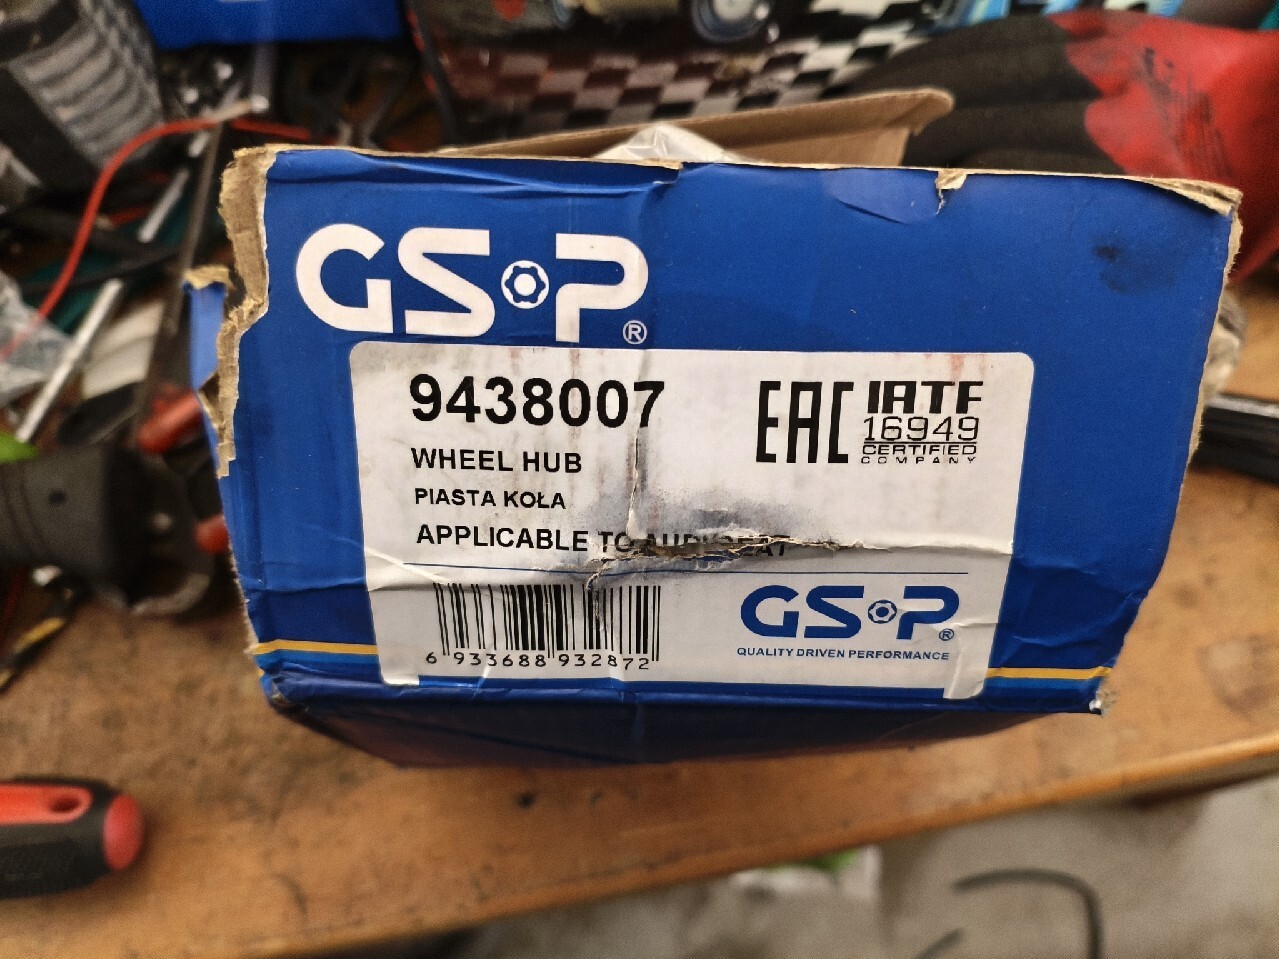 GSP®
9438007
WHEEL HUB
PIASTA KOŁA
APPLICABLE TO
EAC
IATF
16949
CERTIFIED
COMPANY
6 933688 932872
GSP®
QUALITY DRIVEN PERFORMANCE